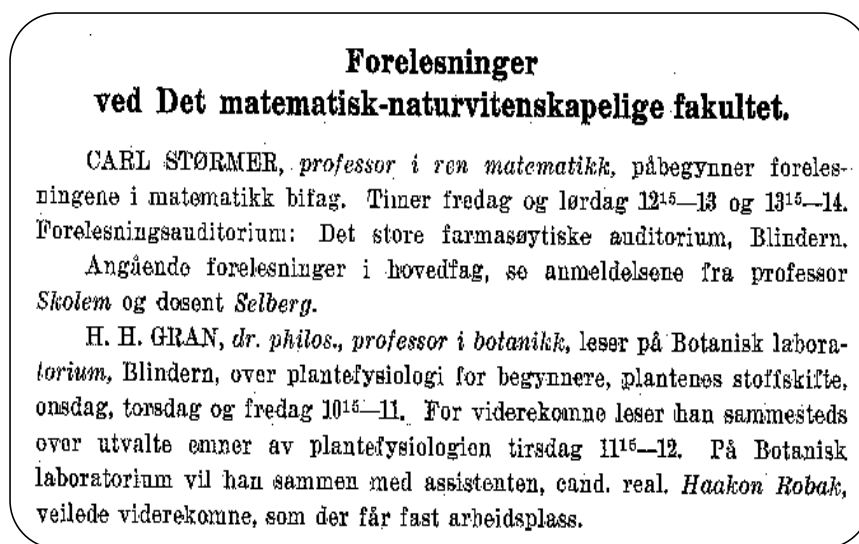 Forelesninger
ved Det matematisk-naturvitenskapelige fakultet.
CARL STØRMER, professor i ren matematikk, påbegynner foreles-
ningene i matematikk bifag. Timer fredag og lørdag 12¹⁵—13 og 13¹⁵—14.
Forelesningsauditorium: Det store farmasøytiske auditorium, Blindern.
Angående forelesninger i hovedfag, se anmeldelsene fra professor
Skolem og dosent Selberg.
H. H. GRAN, dr. philos., professor i botanikk, leser på Botanisk labora-
torium, Blindern, over plantefysiologi for begynnere, plantenes stoffskifte,
onsdag, torsdag og fredag 10¹⁵—11. For viderekomne leser han sammesteds
over utvalte emner av plantefysiologien tirsdag 11¹⁵—12. På Botanisk
laboratorium vil han sammen med assistenten, cand. real. Haakon Robak,
veilede viderekomne, som der får fast arbeidsplass.